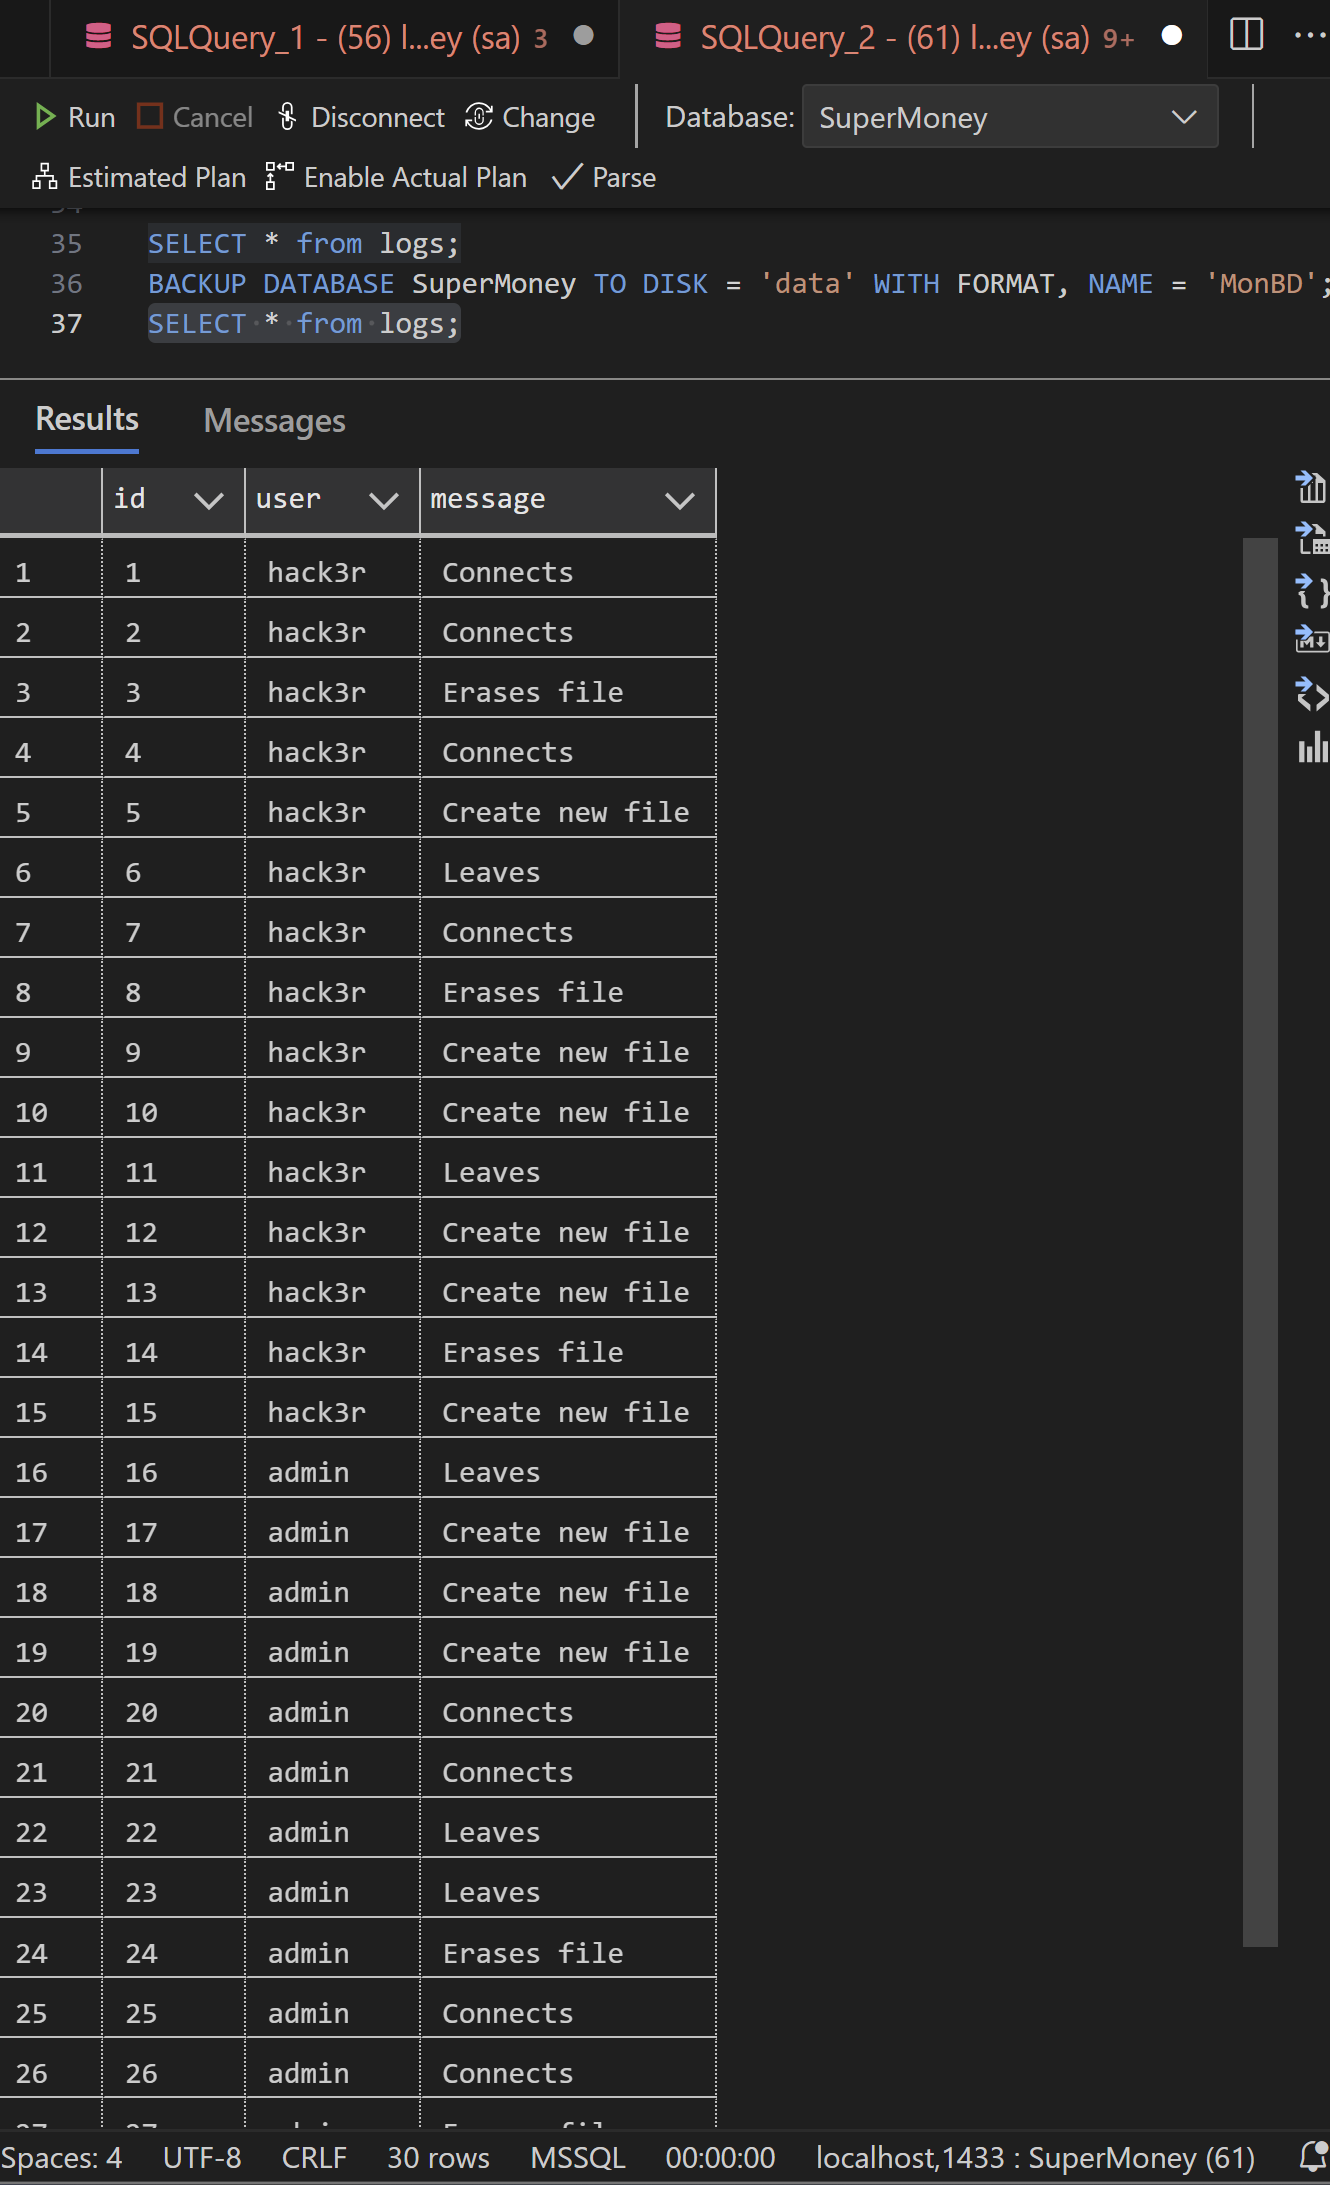 SQLQuery_1 - (56) l...ey (sa) 3
SQLQuery_2 - (61) l...ey (sa) 9+
Run Cancel Disconnect Change Database: SuperMoney
Estimated Plan Enable Actual Plan Parse
34
35 SELECT * from logs;
36 BACKUP DATABASE SuperMoney TO DISK = 'data' WITH FORMAT, NAME = 'MonBD';
37 SELECT * from logs;
Results Messages
id user message
1 1 hack3r Connects
2 2 hack3r Connects
3 3 hack3r Erases file
4 4 hack3r Connects
5 5 hack3r Create new file
6 6 hack3r Leaves
7 7 hack3r Connects
8 8 hack3r Erases file
9 9 hack3r Create new file
10 10 hack3r Create new file
11 11 hack3r Leaves
12 12 hack3r Create new file
13 13 hack3r Create new file
14 14 hack3r Erases file
15 15 hack3r Create new file
16 16 admin Leaves
17 17 admin Create new file
18 18 admin Create new file
19 19 admin Create new file
20 20 admin Connects
21 21 admin Connects
22 22 admin Leaves
23 23 admin Leaves
24 24 admin Erases file
25 25 admin Connects
26 26 admin Connects
27 27 admin Erases file
Spaces: 4 UTF-8 CRLF 30 rows MSSQL 00:00:00 localhost,1433 : SuperMoney (61)